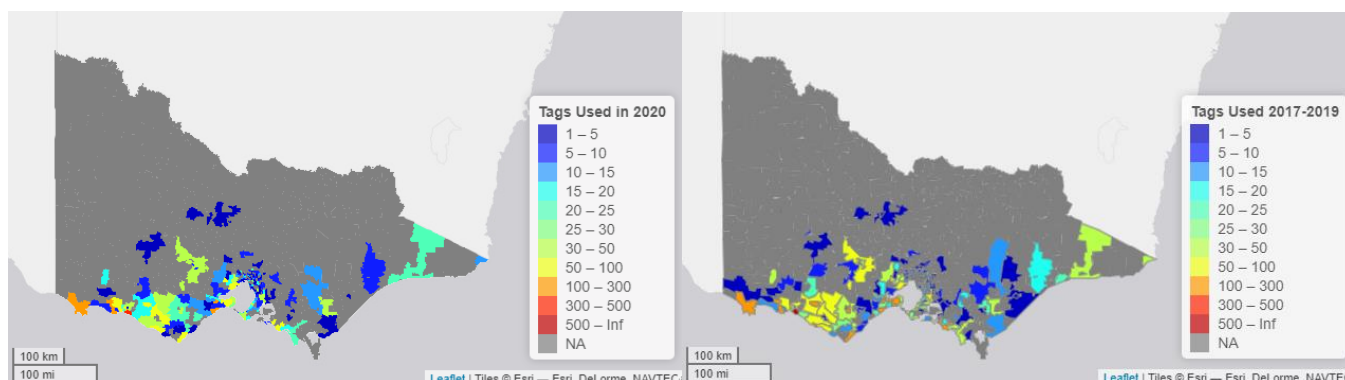 Tags Used in 2020
1 – 5
5 – 10
10 – 15
15 – 20
20 – 25
25 – 30
30 – 50
50 – 100
100 – 300
300 – 500
500 – Inf
NA
100 km
100 mi
Leaflet | Tiles © Esri — Esri, DeLorme, NAVTEQ
Tags Used 2017-2019
1 – 5
5 – 10
10 – 15
15 – 20
20 – 25
25 – 30
30 – 50
50 – 100
100 – 300
300 – 500
500 – Inf
NA
100 km
100 mi
Leaflet | Tiles © Esri — Esri, DeLorme, NAVTEC